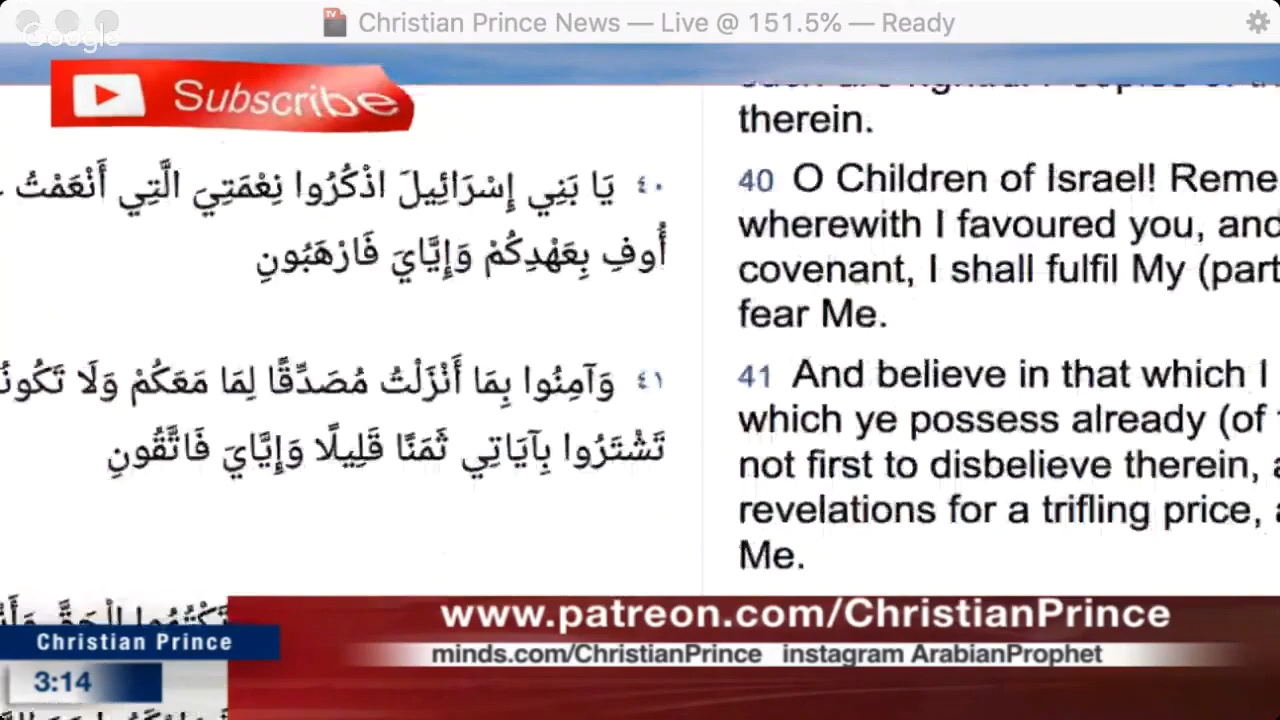 Christian Prince News — Live @ 151.5% — Ready
Google
Subscribe
therein.
٤٠ يَا بَنِي إِسْرَائِيلَ اذْكُرُوا نِعْمَتِيَ الَّتِي أَنْعَمْتُ
أُوفِ بِعَهْدِكُمْ وَإِيَّايَ فَارْهَبُونِ
40 O Children of Israel! Reme
wherewith I favoured you, and
covenant, I shall fulfil My (part
fear Me.
٤١ وَآمِنُوا بِمَا أَنْزَلْتُ مُصَدِّقًا لِمَا مَعَكُمْ وَلَا تَكُونُ
تَشْتَرُوا بِآيَاتِي ثَمَنًا قَلِيلًا وَإِيَّايَ فَاتَّقُونِ
41 And believe in that which I
which ye possess already (of
not first to disbelieve therein,
revelations for a trifling price,
Me.
www.patreon.com/ChristianPrince
Christian Prince
minds.com/ChristianPrince instagram ArabianProphet
3:14